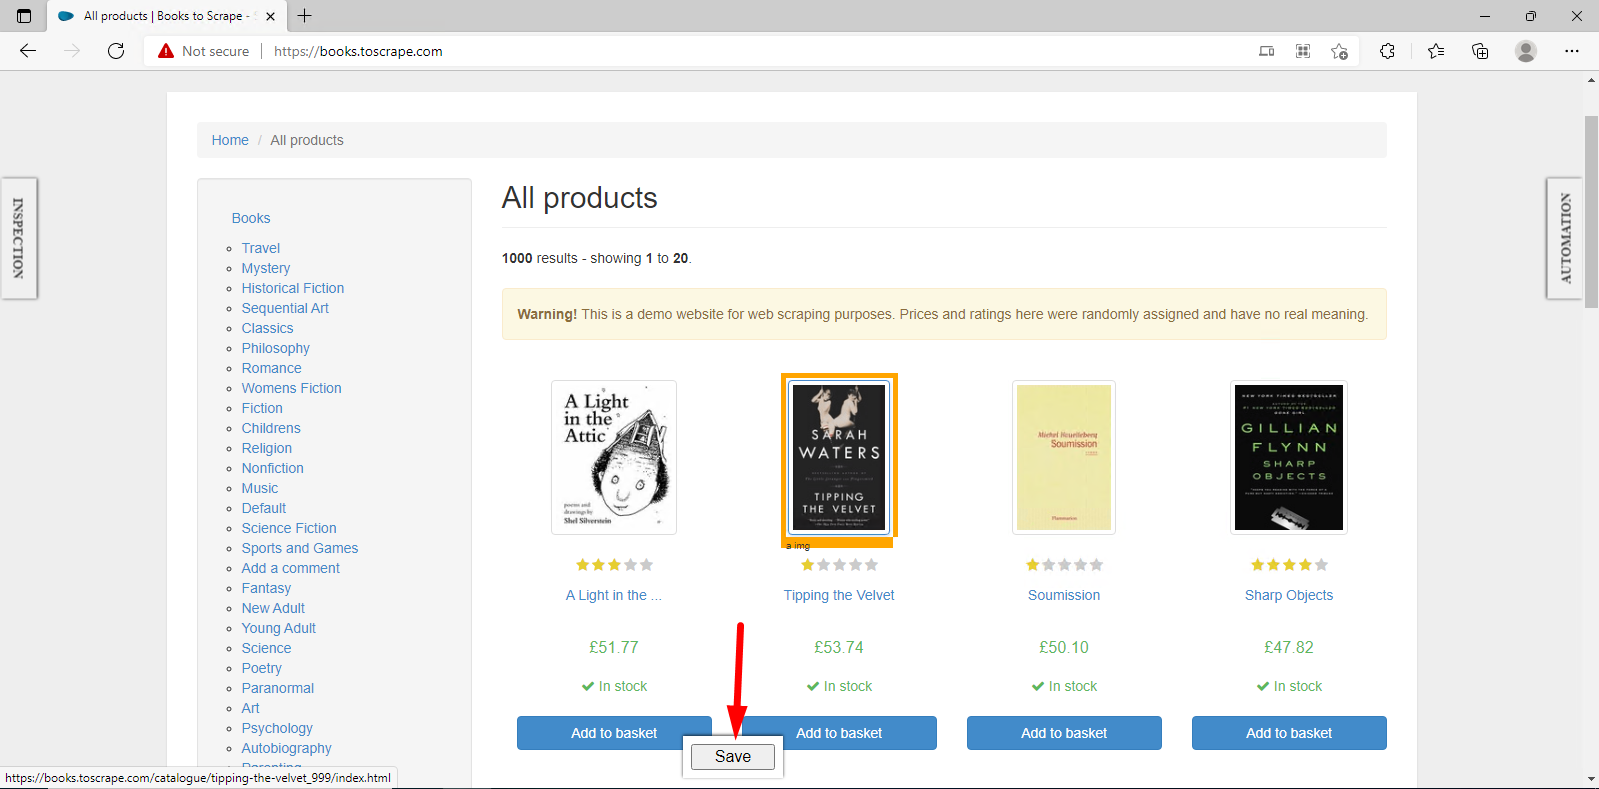 All products | Books to Scrape - S
Not secure
https://books.toscrape.com
Home / All products
INSPECTION
AUTOMATION
Books
Travel
Mystery
Historical Fiction
Sequential Art
Classics
Philosophy
Romance
Womens Fiction
Fiction
Childrens
Religion
Nonfiction
Music
Default
Science Fiction
Sports and Games
Add a comment
Fantasy
New Adult
Young Adult
Science
Poetry
Paranormal
Art
Psychology
Autobiography
Parenting
All products
1000 results - showing 1 to 20.
Warning! This is a demo website for web scraping purposes. Prices and ratings here were randomly assigned and have no real meaning.
A Light
in the
Attic
poems and
drawings by
Shel Silverstein
A Light in the ...
£51.77
In stock
Add to basket
SARAH
WATERS
TIPPING
THE VELVET
a img
Tipping the Velvet
£53.74
In stock
Add to basket
Michel Houellebecq
Soumission
Flammarion
Soumission
£50.10
In stock
Add to basket
NEW YORK TIMES BESTSELLER
GILLIAN
FLYNN
SHARP
OBJECTS
Sharp Objects
£47.82
In stock
Add to basket
Save
https://books.toscrape.com/catalogue/tipping-the-velvet_999/index.html